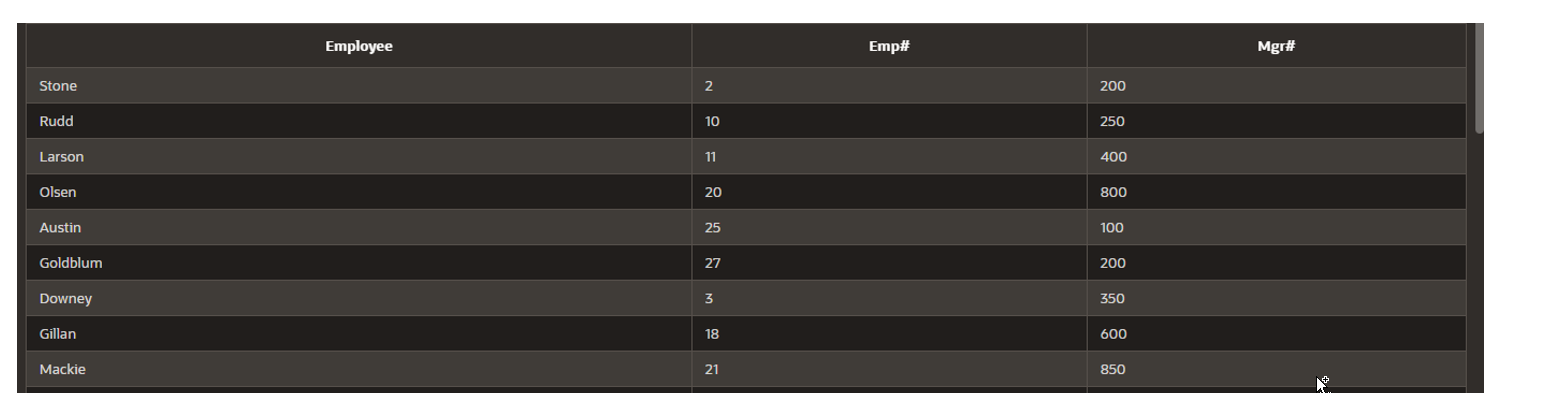 Employee Emp# Mgr#
Stone 2 200
Rudd 10 250
Larson 11 400
Olsen 20 800
Austin 25 100
Goldblum 27 200
Downey 3 350
Gillan 18 600
Mackie 21 850